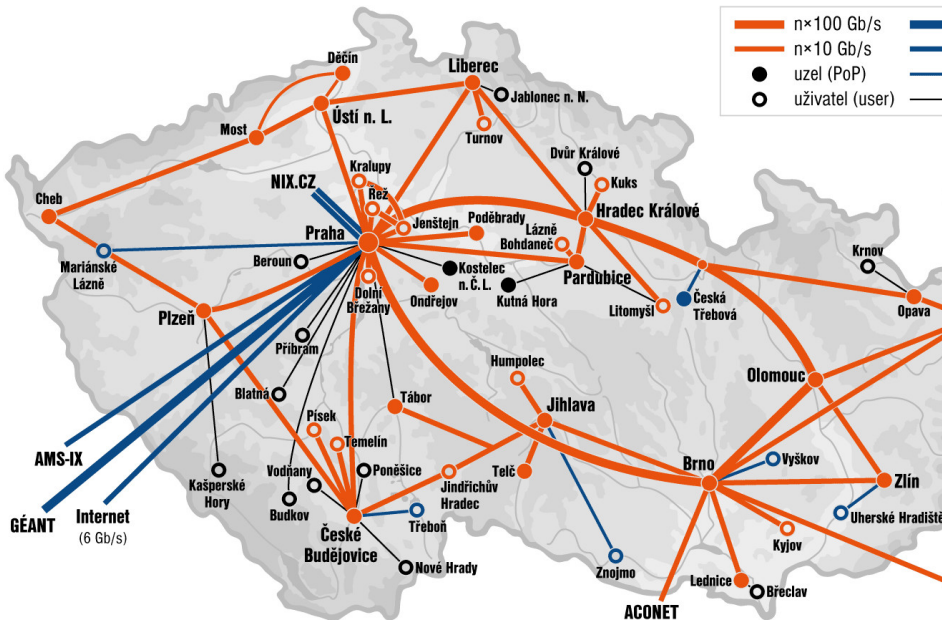 n×100 Gb/s
n×10 Gb/s
uzel (PoP)
uživatel (user)
Děčín
Liberec
Jablonec n. N.
Ústí n. L.
Most
Turnov
Dvůr Králové
Kralupy
Kuks
NIX.CZ
Řež
Cheb
Jenštejn
Poděbrady
Hradec Králové
Praha
Lázně
Bohdaneč
Krnov
Mariánské
Lázně
Beroun
Kostelec
n. Č. L.
Pardubice
Dolní
Břežany
Ondřejov
Kutná Hora
Litomyšl
Česká
Třebová
Opava
Plzeň
Příbram
Humpolec
Olomouc
Blatná
Tábor
Jihlava
Písek
Temelín
AMS-IX
Brno
Vyškov
Kašperské
Hory
Vodňany
Poněšice
Telč
Zlín
Jindřichův
Hradec
GÉANT
Internet
(6 Gb/s)
Budkov
Třeboň
Uherské Hradiště
České
Budějovice
Kyjov
Nové Hrady
Znojmo
Lednice
Břeclav
ACONET